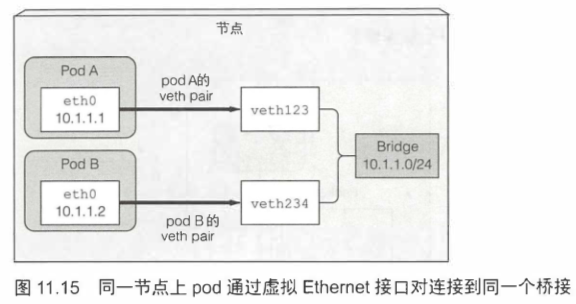 节点
Pod A
eth0
10.1.1.1
pod A的
veth pair
veth123
Bridge
10.1.1.0/24
Pod B
eth0
10.1.1.2
pod B的
veth pair
veth234
图 11.15 同一节点上 pod 通过虚拟 Ethernet 接口对连接到同一个桥接